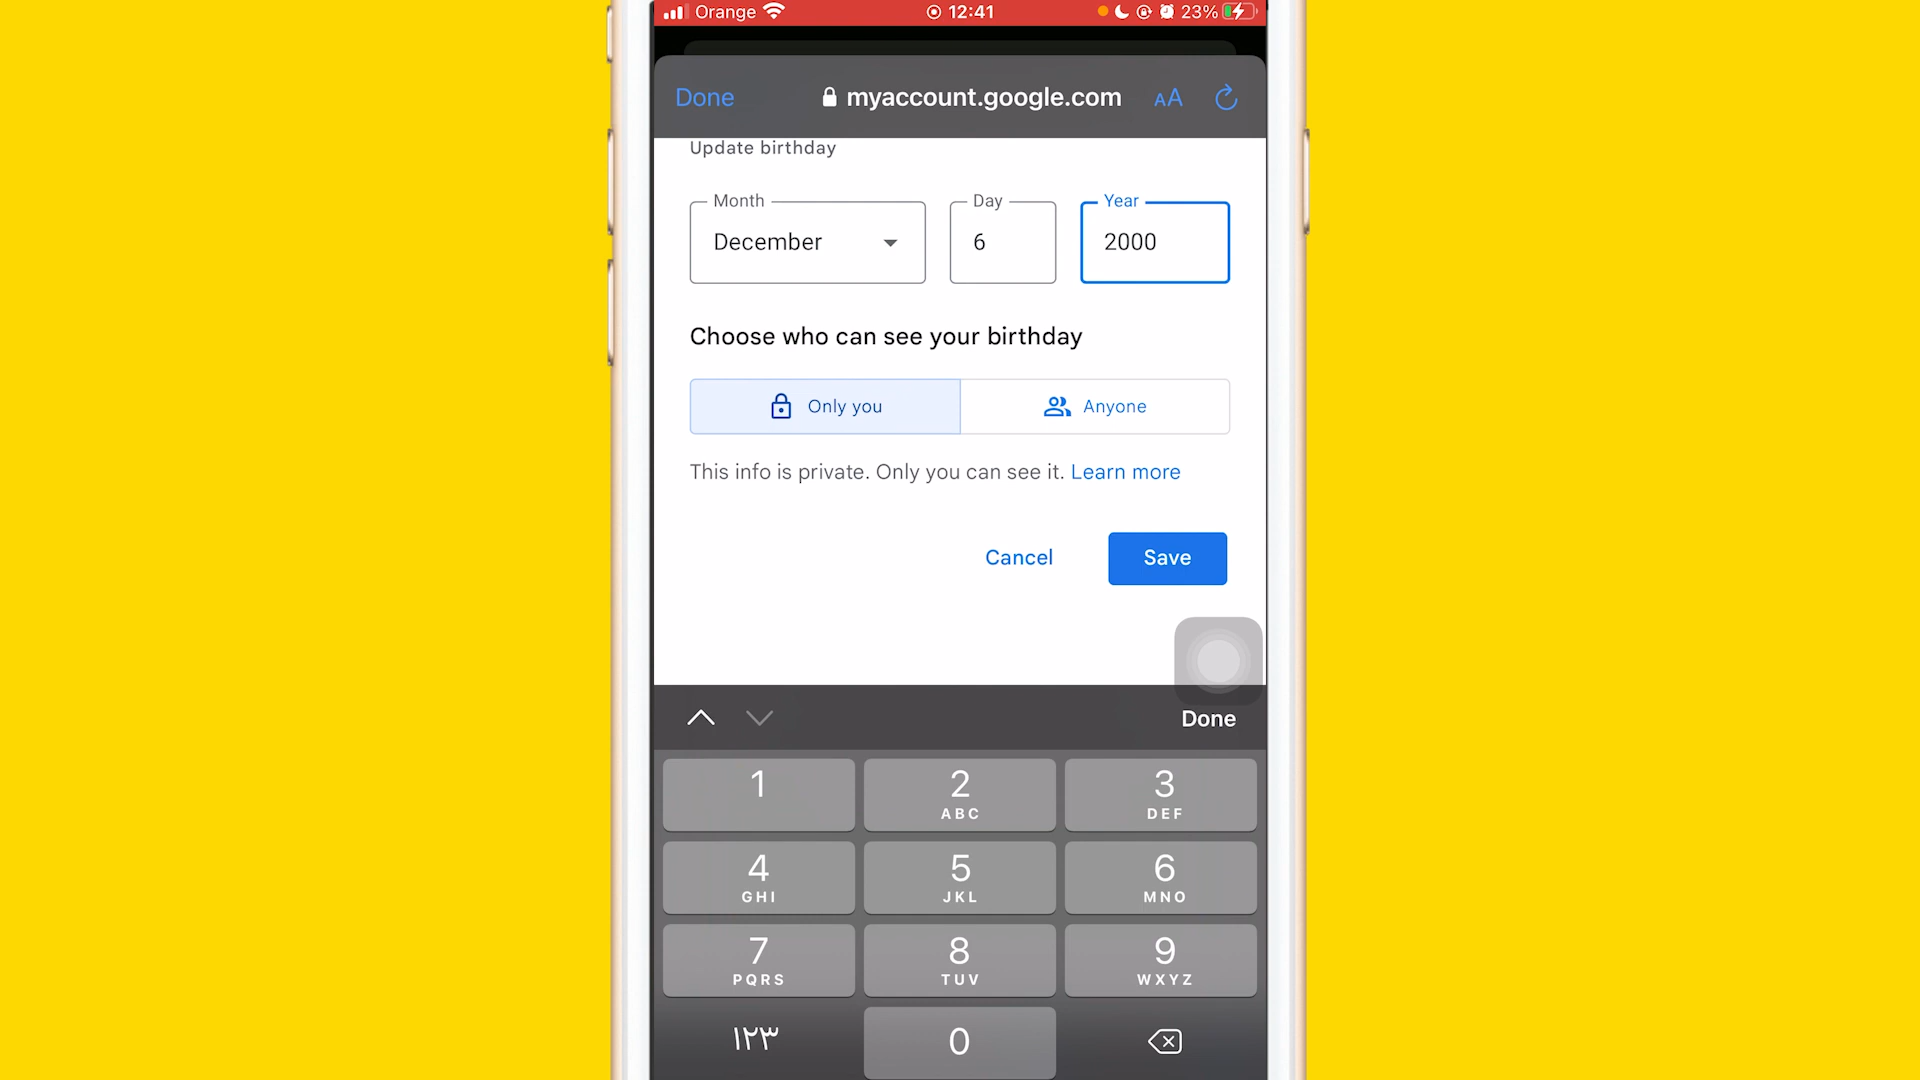 Orange 12:41 23%
Done myaccount.google.com AA
Update birthday
Month Day Year
December 6 2000
Choose who can see your birthday
Only you Anyone
This info is private. Only you can see it. Learn more
Cancel Save
Done
1 2 3
ABC DEF
4 5 6
GHI JKL MNO
7 8 9
PQRS TUV WXYZ
١٢٣ 0